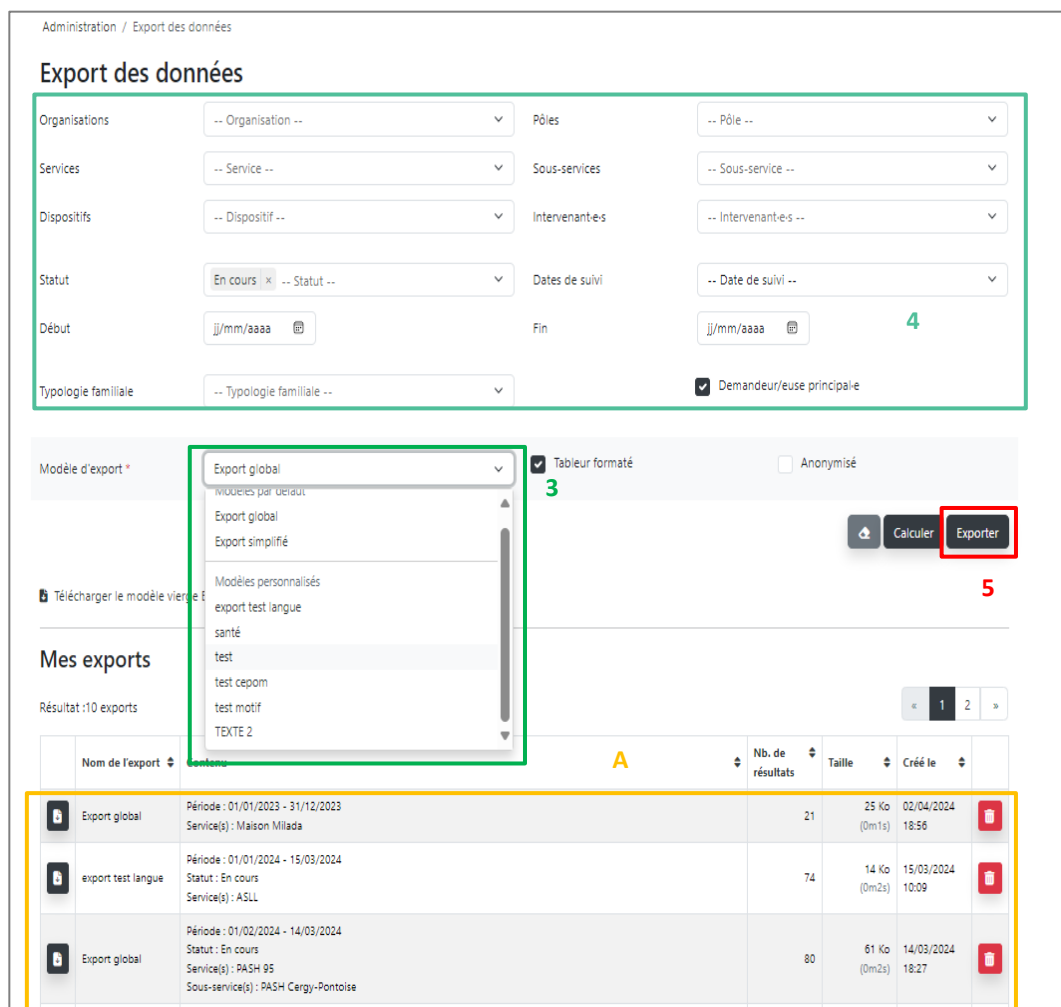 Administration / Export des données
Export des données
Organisations -- Organisation -- Pôles -- Pôle --
Services -- Service -- Sous-services -- Sous-service --
Dispositifs -- Dispositif -- Intervenant·e·s -- Intervenant·e·s --
Statut En cours × -- Statut -- Dates de suivi -- Date de suivi --
Début jj/mm/aaaa Fin jj/mm/aaaa 4
Typologie familiale -- Typologie familiale -- Demandeur/euse principal·e
Modèle d'export * Export global Tableur formaté Anonymisé
3
Modèles par défaut
Export global
Export simplifié
Calculer Exporter
5
Modèles personnalisés
Télécharger le modèle vierge E
export test langue
santé
Mes exports
test
test cepom
Résultat :10 exports
test motif
« 1 2 »
TEXTE 2
Nom de l'export Contenu A Nb. de résultats Taille Créé le
Export global
Période : 01/01/2023 - 31/12/2023
Service(s) : Maison Milada
21
25 Ko
(0m1s)
02/04/2024
18:56
export test langue
Période : 01/01/2024 - 15/03/2024
Statut : En cours
Service(s) : ASLL
74
14 Ko
(0m2s)
15/03/2024
10:09
Export global
Période : 01/02/2024 - 14/03/2024
Statut : En cours
Service(s) : PASH 95
Sous-service(s) : PASH Cergy-Pontoise
80
61 Ko
(0m2s)
14/03/2024
18:27